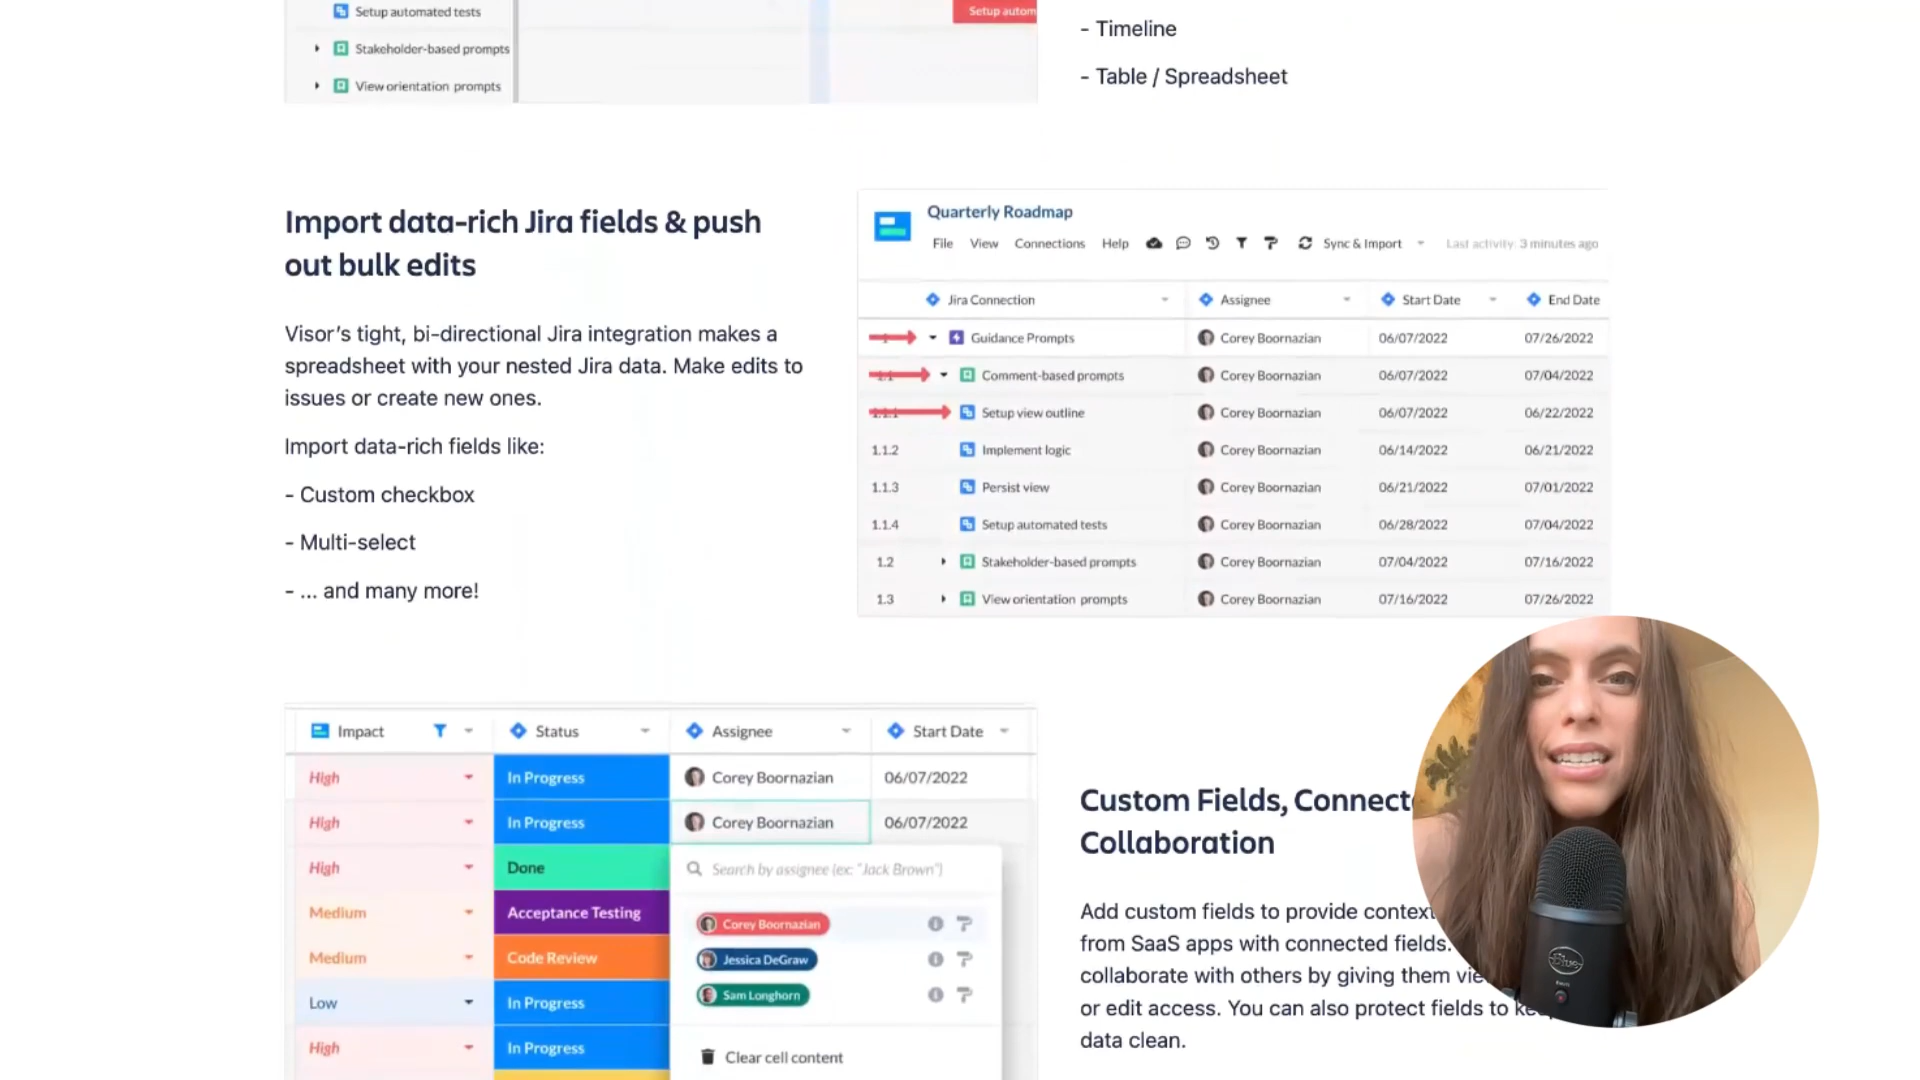 Setup automated tests
Setup autom
Stakeholder-based prompts
View orientation prompts
- Timeline
- Table / Spreadsheet
Import data-rich Jira fields & push
out bulk edits
Visor's tight, bi-directional Jira integration makes a
spreadsheet with your nested Jira data. Make edits to
issues or create new ones.
Import data-rich fields like:
- Custom checkbox
- Multi-select
- ... and many more!
Quarterly Roadmap
File View Connections Help Sync & Import Last activity: 3 minutes ago
Jira Connection Assignee Start Date End Date
Guidance Prompts Corey Boornazian 06/07/2022 07/26/2022
Comment-based prompts Corey Boornazian 06/07/2022 07/04/2022
Setup view outline Corey Boornazian 06/07/2022 06/22/2022
1.1.2 Implement logic Corey Boornazian 06/14/2022 06/21/2022
1.1.3 Persist view Corey Boornazian 06/21/2022 07/01/2022
1.1.4 Setup automated tests Corey Boornazian 06/28/2022 07/04/2022
1.2 Stakeholder-based prompts Corey Boornazian 07/04/2022 07/16/2022
1.3 View orientation prompts Corey Boornazian 07/16/2022 07/26/2022
Impact Status Assignee Start Date
High In Progress Corey Boornazian 06/07/2022
High In Progress Corey Boornazian 06/07/2022
High Done
Search by assignee (ex: "Jack Brown")
Medium Acceptance Testing
Corey Boornazian
Medium Code Review
Jessica DeGraw
Low In Progress
Sam Longhorn
High In Progress
Clear cell content
Custom Fields, Connect
Collaboration
Add custom fields to provide context
from SaaS apps with connected fields.
collaborate with others by giving them vie
or edit access. You can also protect fields to ke
data clean.
Blue